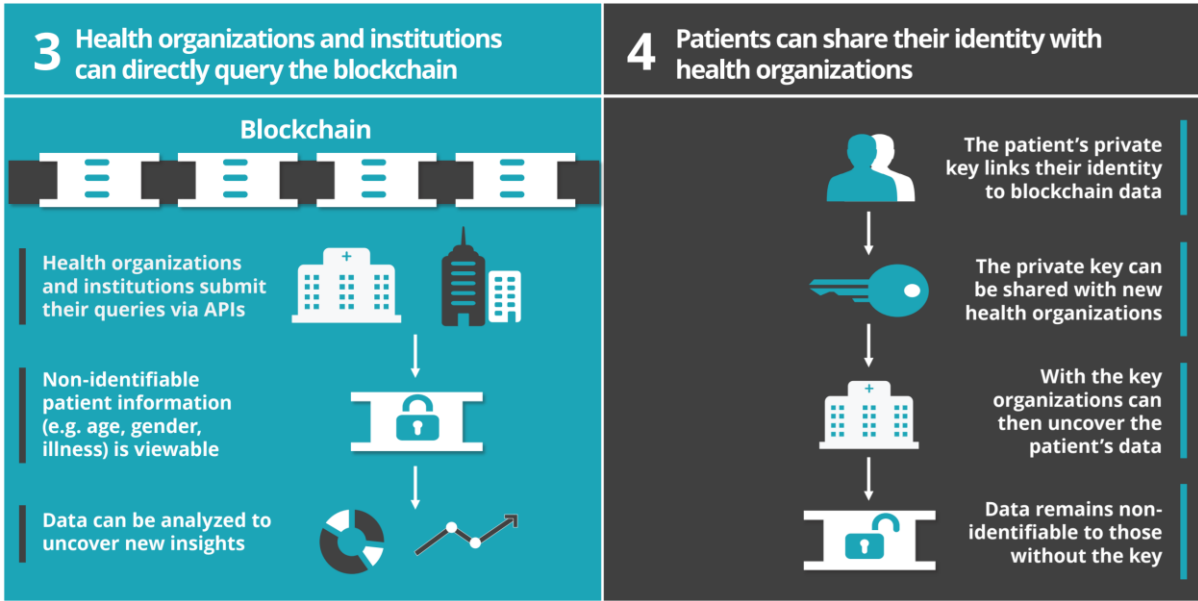 3 Health organizations and institutions
can directly query the blockchain
Blockchain
Health organizations
and institutions submit
their queries via APIs
Non-identifiable
patient information
(e.g. age, gender,
illness) is viewable
Data can be analyzed to
uncover new insights
4 Patients can share their identity with
health organizations
The patient’s private
key links their identity
to blockchain data
The private key can
be shared with new
health organizations
With the key
organizations can
then uncover the
patient’s data
Data remains non-
identifiable to those
without the key